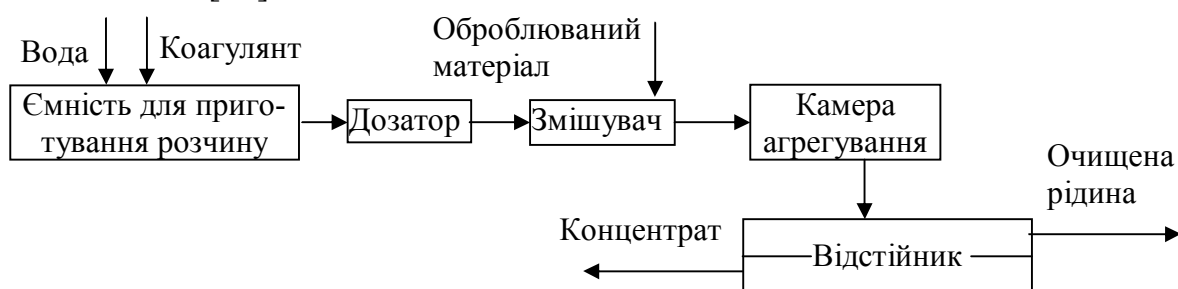 Вода
Коагулянт
Оброблюваний
матеріал
Ємність для приго-
тування розчину
Дозатор
Змішувач
Камера
агрегування
Очищена
рідина
Концентрат
Відстійник